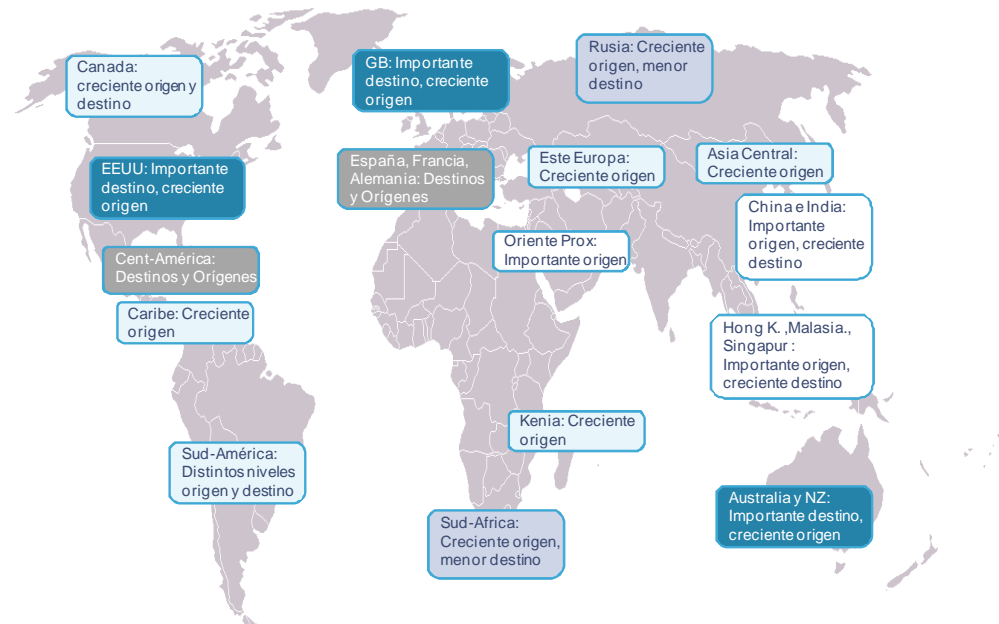 Canada:
creciente origen y
destino
GB: Importante
destino, creciente
origen
Rusia: Creciente
origen, menor
destino
EEUU: Importante
destino, creciente
origen
España, Francia,
Alemania: Destinos
y Orígenes
Este Europa:
Creciente origen
Asia Central:
Creciente origen
China e India:
Importante
origen, creciente
destino
Cent-América:
Destinos y Orígenes
Oriente Prox:
Importante origen
Caribe: Creciente
origen
Hong K. ,Malasia.,
Singapur :
Importante origen,
creciente destino
Kenia: Creciente
origen
Sud-América:
Distintos niveles
origen y destino
Sud-Africa:
Creciente origen,
menor destino
Australia y NZ:
Importante destino,
creciente origen